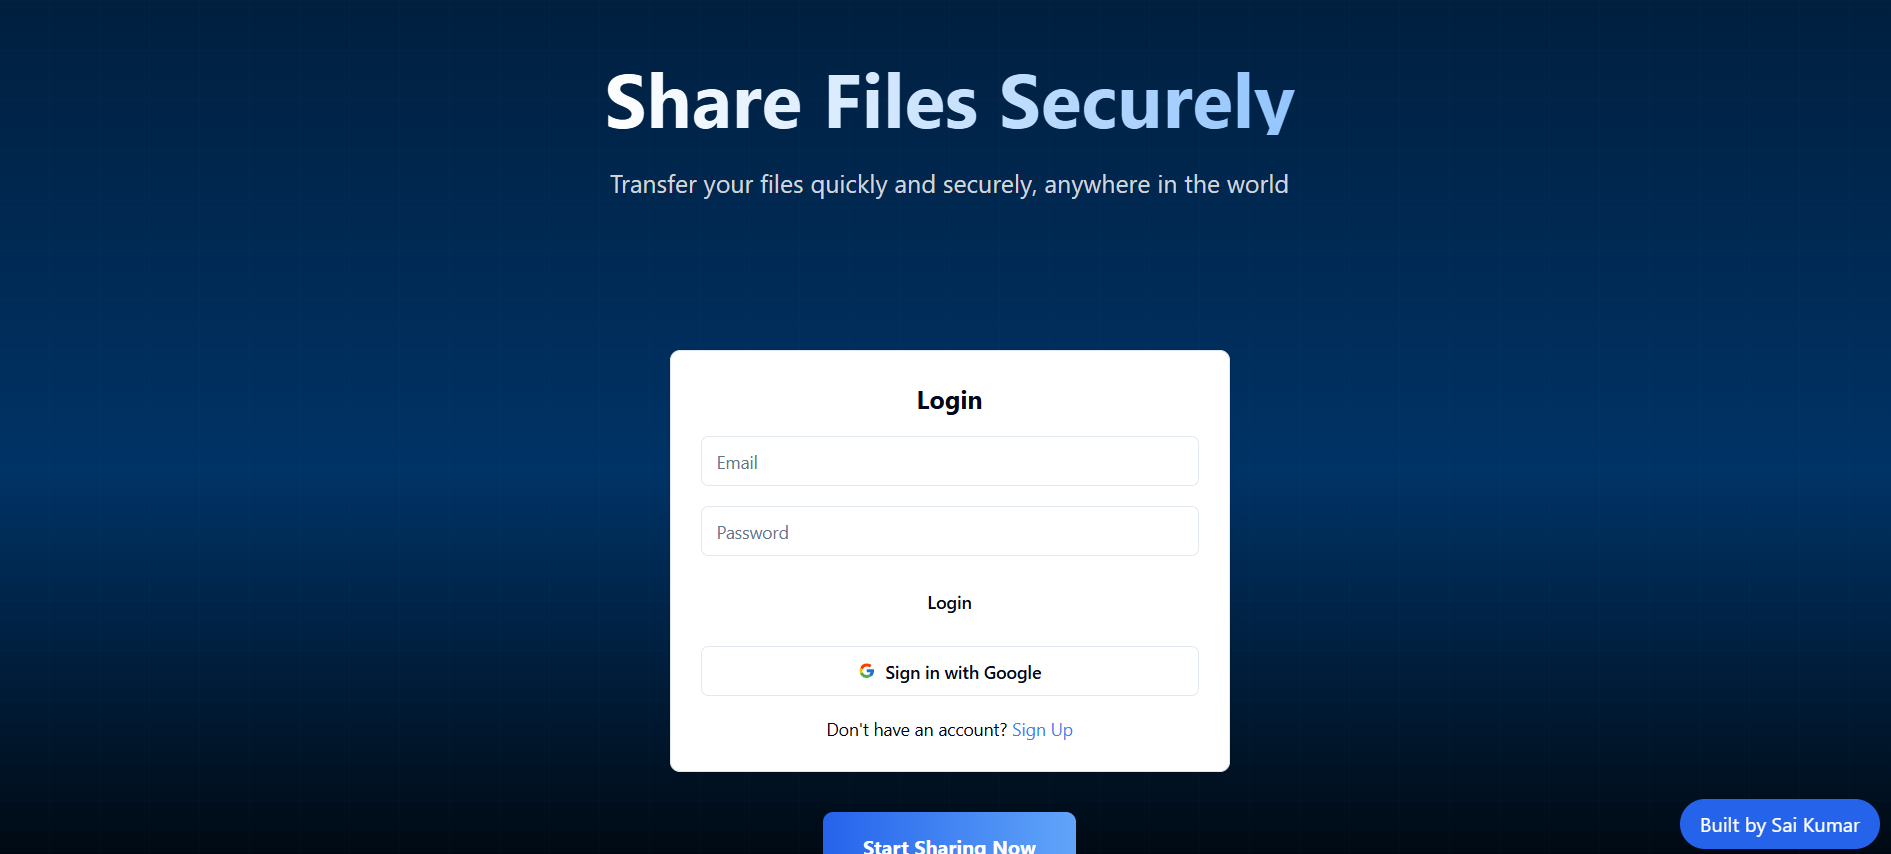 Share Files Securely
Transfer your files quickly and securely, anywhere in the world
Login
Email
Password
Login
Sign in with Google
Don't have an account? Sign Up
Start Sharing Now
Built by Sai Kumar